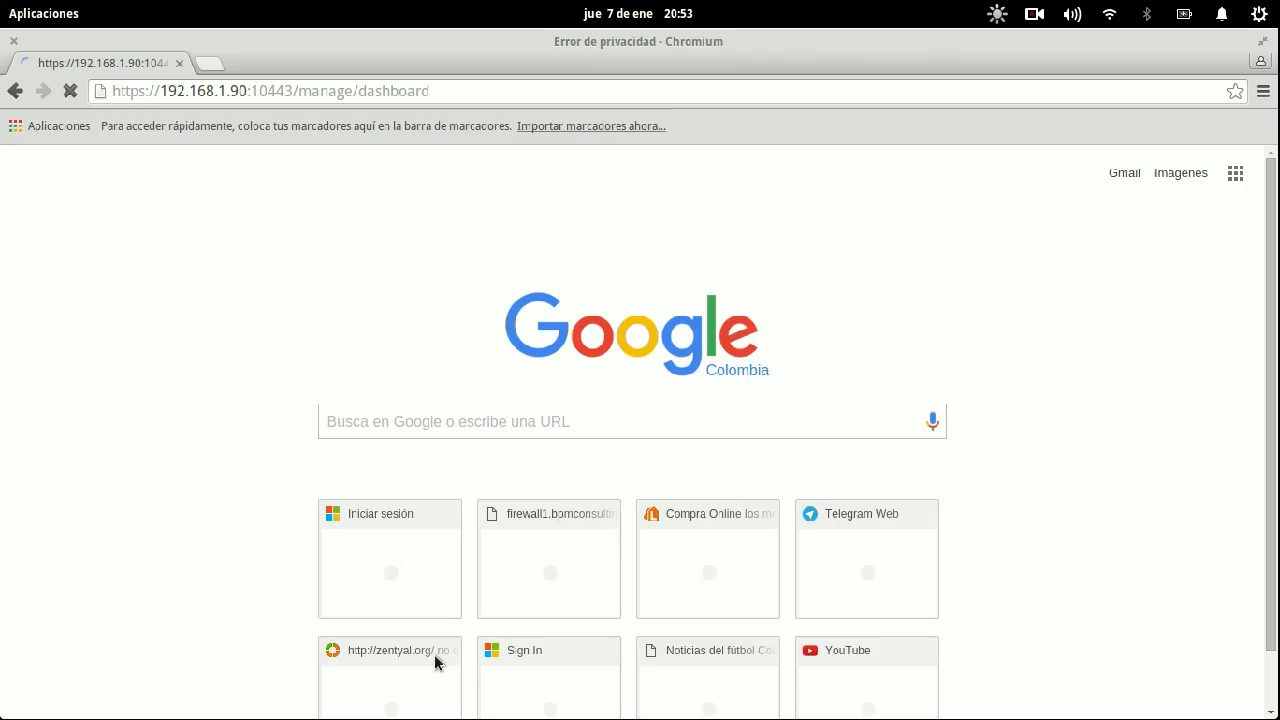 Aplicaciones
jue 7 de ene 20:53
Error de privacidad - Chromium
https://192.168.1.90:1044
https://192.168.1.90:10443/manage/dashboard
Aplicaciones
Para acceder rápidamente, coloca tus marcadores aquí en la barra de marcadores. Importar marcadores ahora...
Gmail
Imágenes
Google
Colombia
Busca en Google o escribe una URL
Iniciar sesión
firewall1.bpmconsultin
Compra Online los me
Telegram Web
http://zentyal.org/ no e
Sign In
Noticias del fútbol Col
YouTube